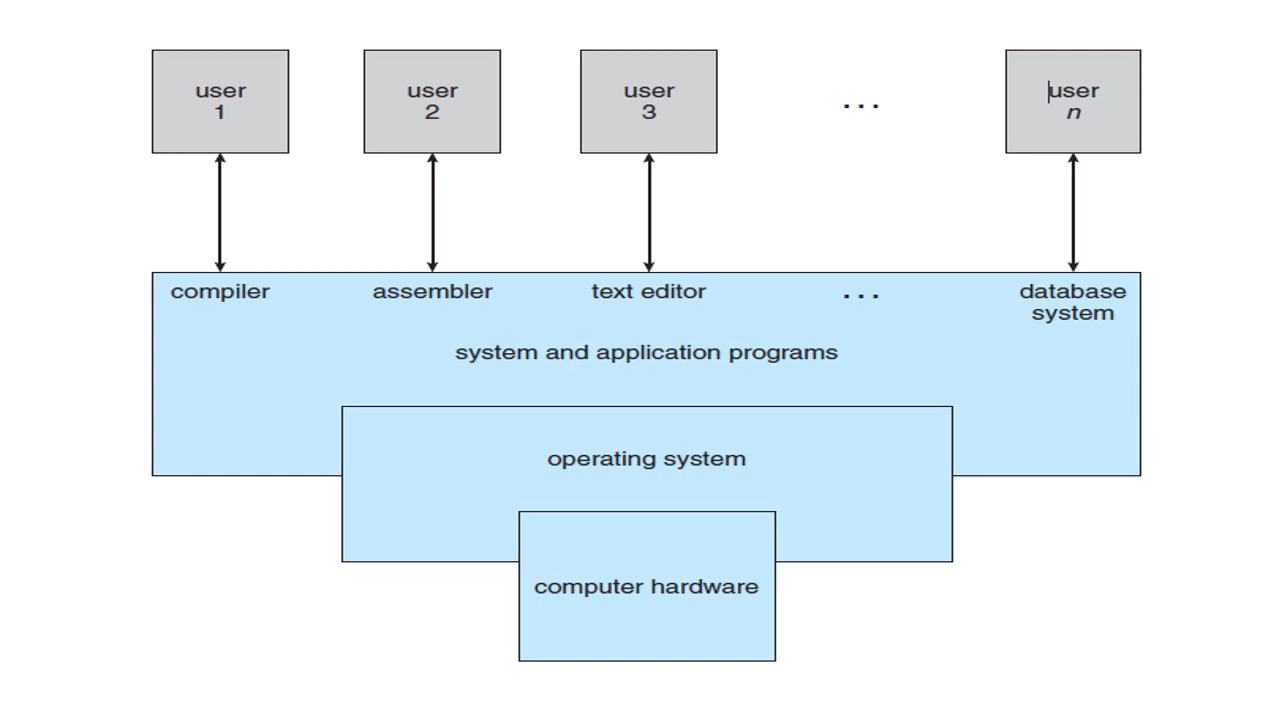 user
1
user
2
user
3
...
user
n
compiler
assembler
text editor
...
database
system
system and application programs
operating system
computer hardware